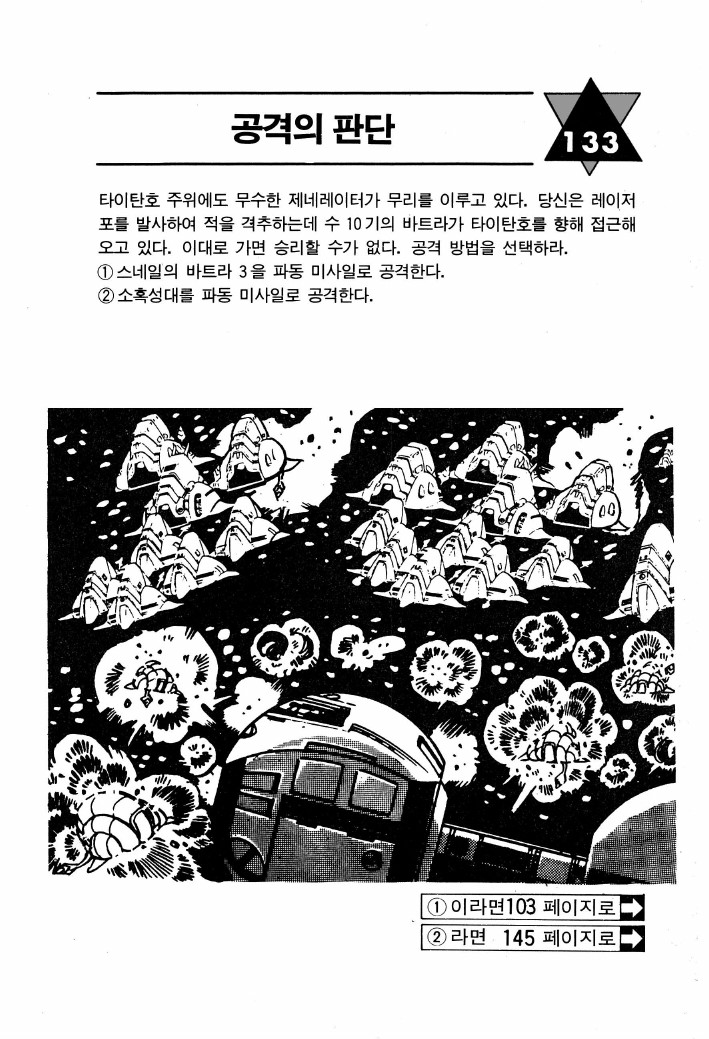 공격의 판단
133
타이탄호 주위에도 무수한 제네레이터가 무리를 이루고 있다. 당신은 레이저
포를 발사하여 적을 격추하는데 수 10기의 바트라가 타이탄호를 향해 접근해
오고 있다. 이대로 가면 승리할 수가 없다. 공격 방법을 선택하라.
①스네일의 바트라 3을 파동 미사일로 공격한다.
②소혹성대를 파동 미사일로 공격한다.
① 이라면103 페이지로
② 라면 145 페이지로